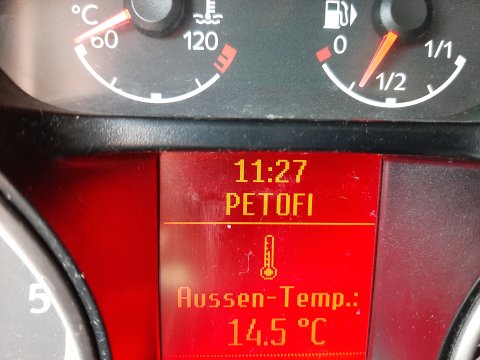 °C
60 120
0 1/2 1/1
11:27
PETOFI
Aussen-Temp.:
14.5 °C
5